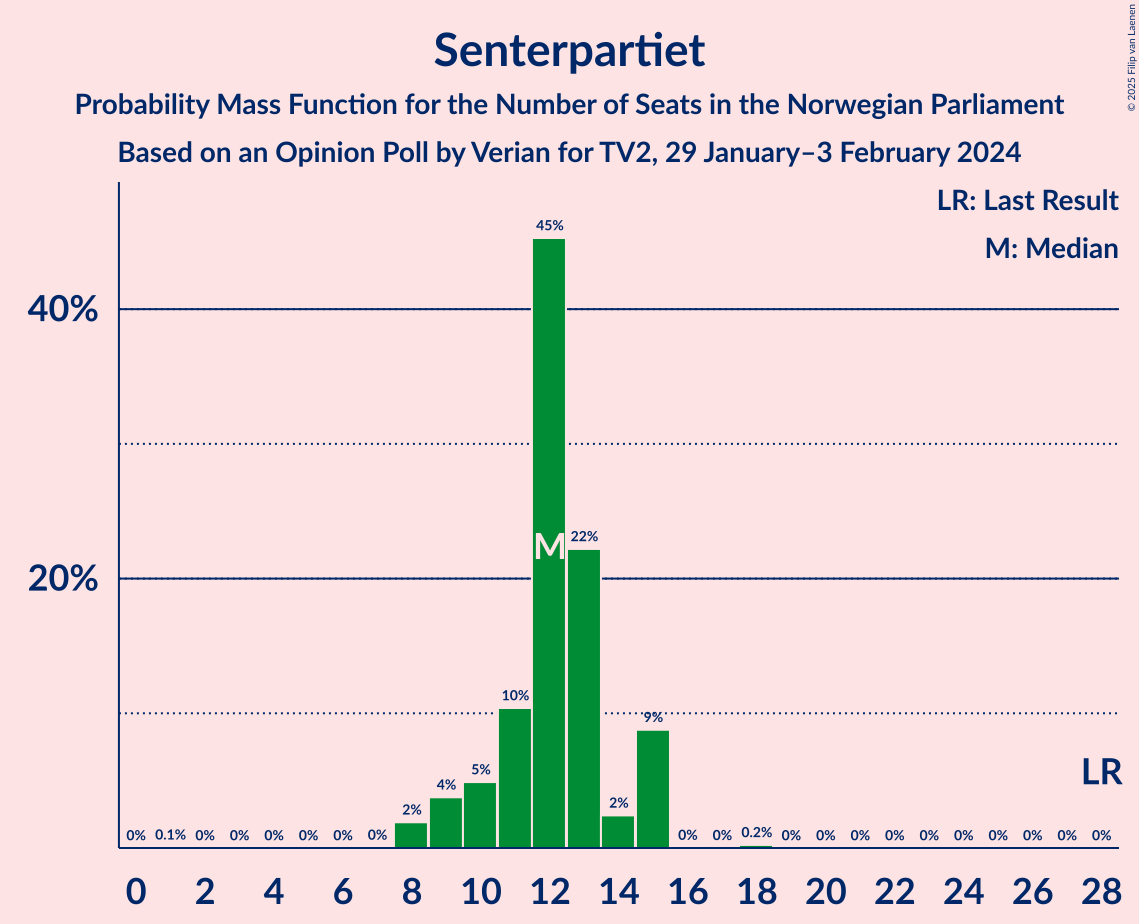 Senterpartiet
Probability Mass Function for the Number of Seats in the Norwegian Parliament
Based on an Opinion Poll by Verian for TV2, 29 January–3 February 2024
© 2025 Filip van Laenen
LR: Last Result
M: Median
45%
40%
M
22%
20%
10%
9%
5%
4%
2%
2%
LR
0% 0.1% 0% 0% 0% 0% 0% 0% 0% 0% 0.2% 0% 0% 0% 0% 0% 0% 0% 0% 0% 0%
0 2 4 6 8 10 12 14 16 18 20 22 24 26 28